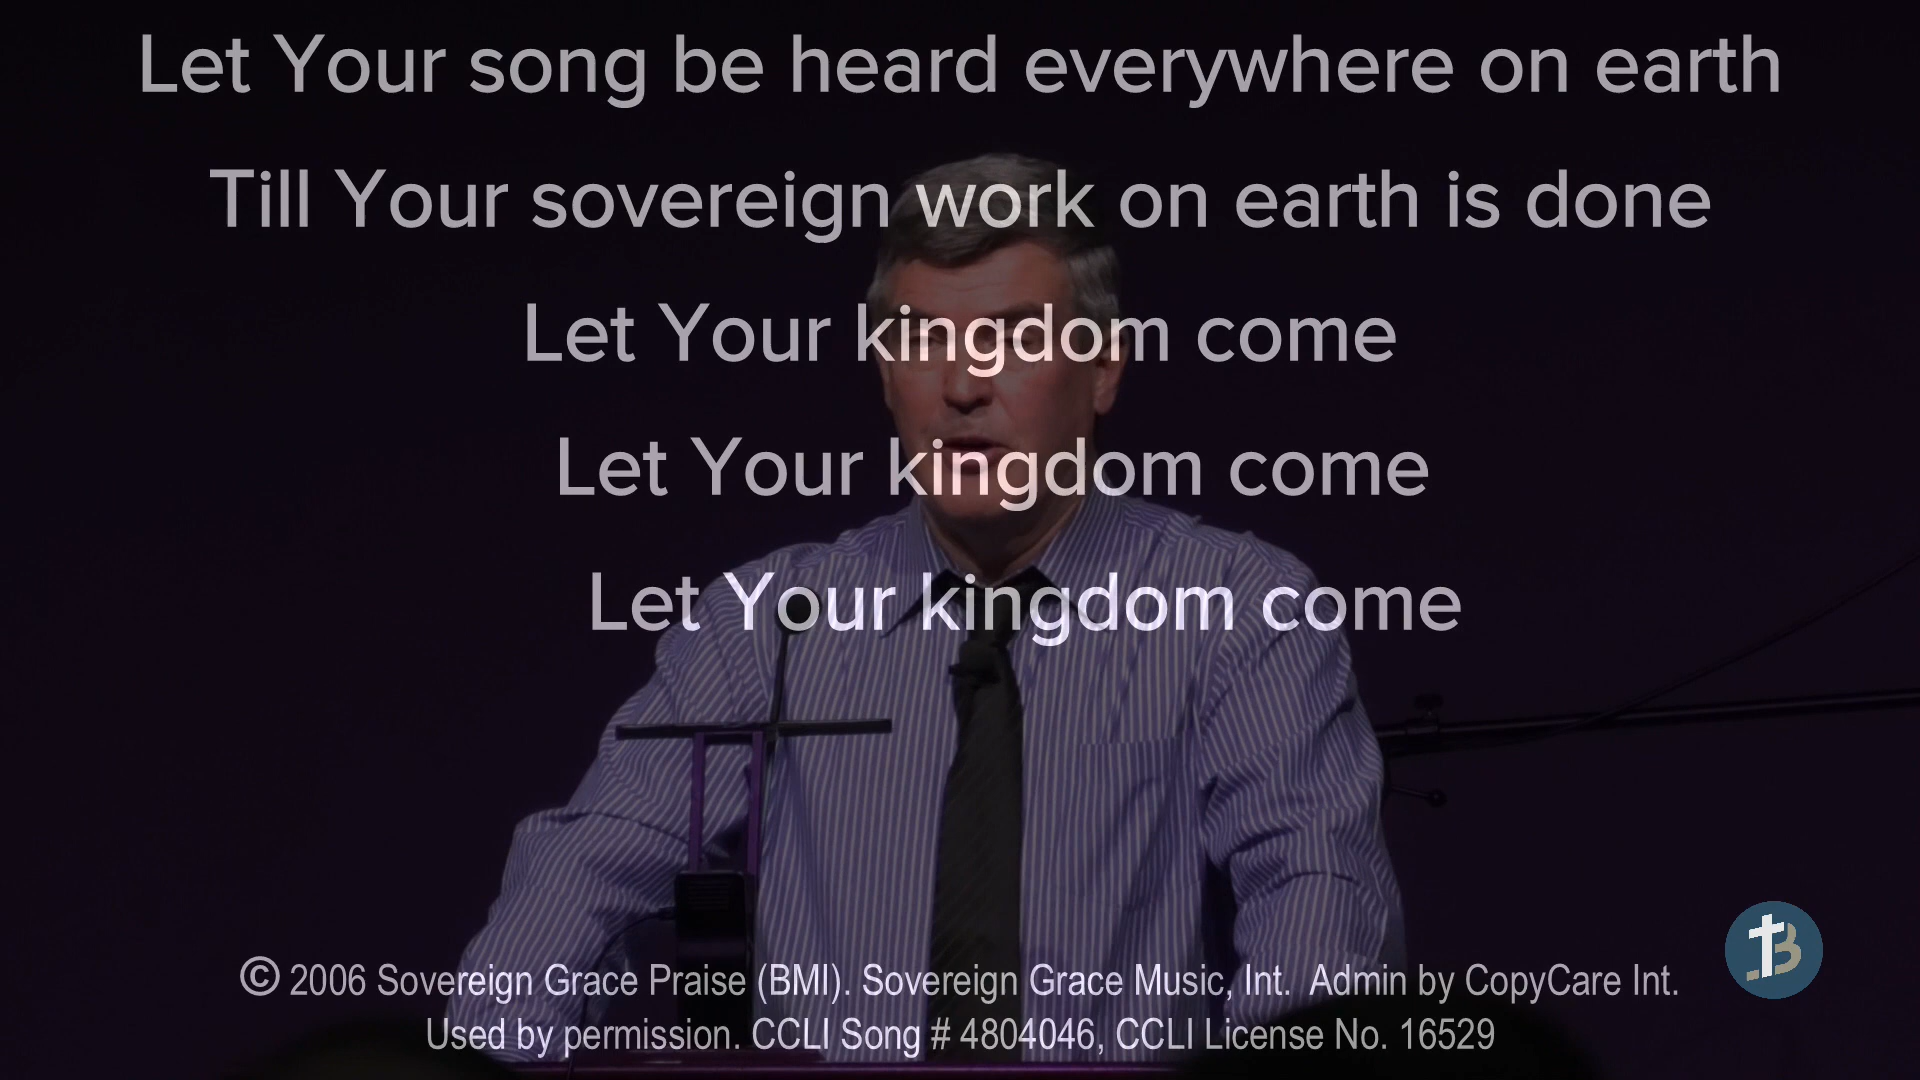 Let Your song be heard everywhere on earth
Till Your sovereign work on earth is done
Let Your kingdom come
Let Your kingdom come
Let Your kingdom come
© 2006 Sovereign Grace Praise (BMI). Sovereign Grace Music, Int.  Admin by CopyCare Int.
Used by permission. CCLI Song # 4804046, CCLI License No. 16529